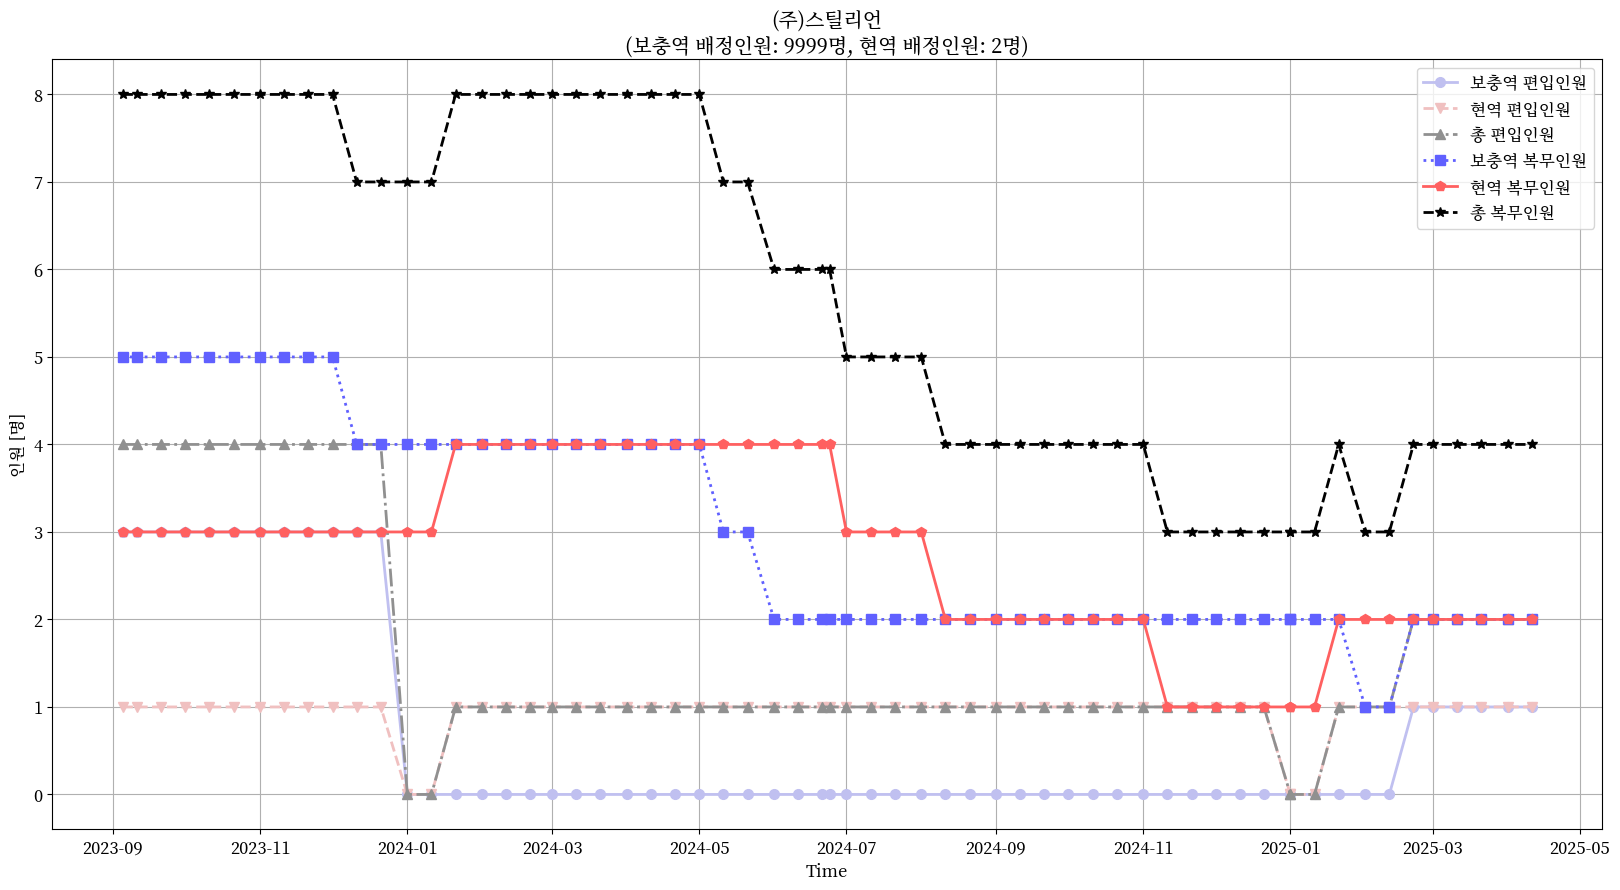 (주)스틸리언
(보충역 배정인원: 9999명, 현역 배정인원: 2명)
보충역 편입인원
현역 편입인원
총 편입인원
보충역 복무인원
현역 복무인원
총 복무인원
인원 [명]
8
7
6
5
4
3
2
1
0
2023-09 2023-11 2024-01 2024-03 2024-05 2024-07 2024-09 2024-11 2025-01 2025-03 2025-05
Time